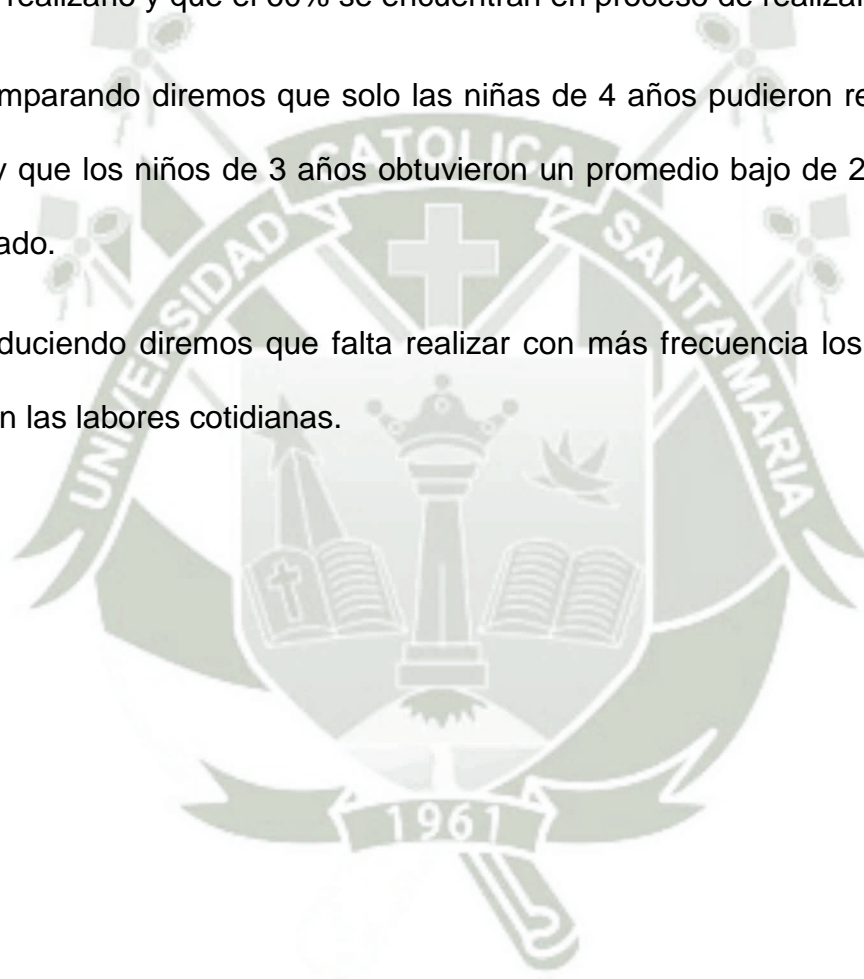 realizarlo y que el 80% se encuentran en proceso de realizar
mparando diremos que solo las niñas de 4 años pudieron re
y que los niños de 3 años obtuvieron un promedio bajo de 2
ado.
duciendo diremos que falta realizar con más frecuencia los
n las labores cotidianas.
UNIVERSIDAD CATOLICA SANTA MARIA
1961